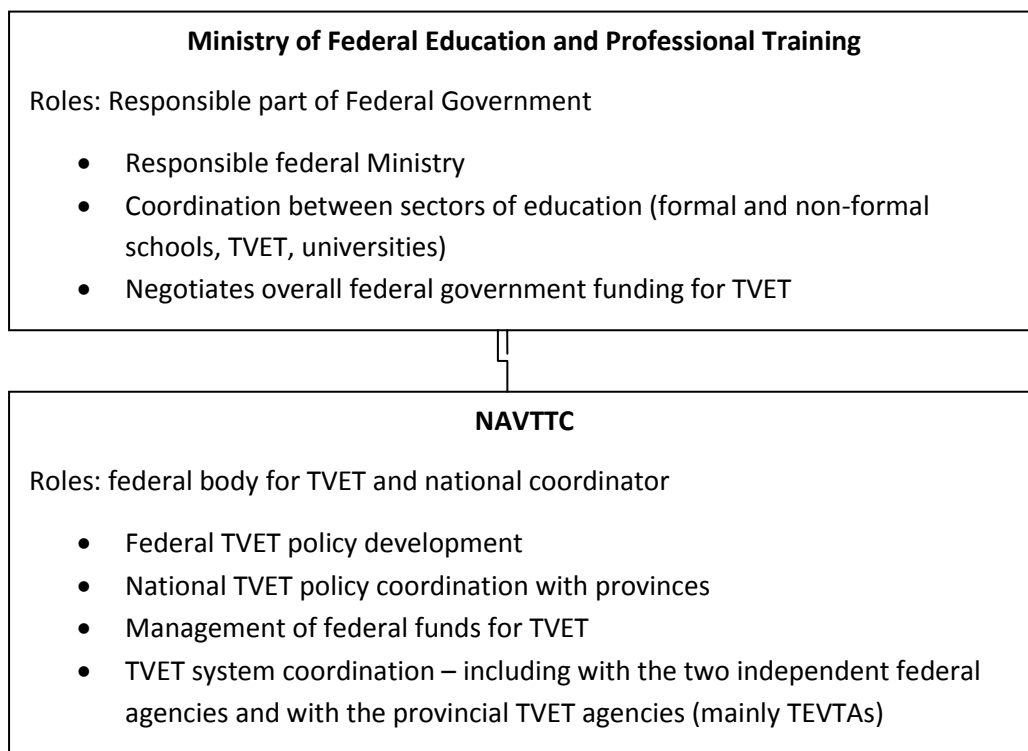 Ministry of Federal Education and Professional Training
Roles: Responsible part of Federal Government
• Responsible federal Ministry
• Coordination between sectors of education (formal and non-formal
schools, TVET, universities)
• Negotiates overall federal government funding for TVET
NAVTTC
Roles: federal body for TVET and national coordinator
• Federal TVET policy development
• National TVET policy coordination with provinces
• Management of federal funds for TVET
• TVET system coordination – including with the two independent federal
agencies and with the provincial TVET agencies (mainly TEVTAs)